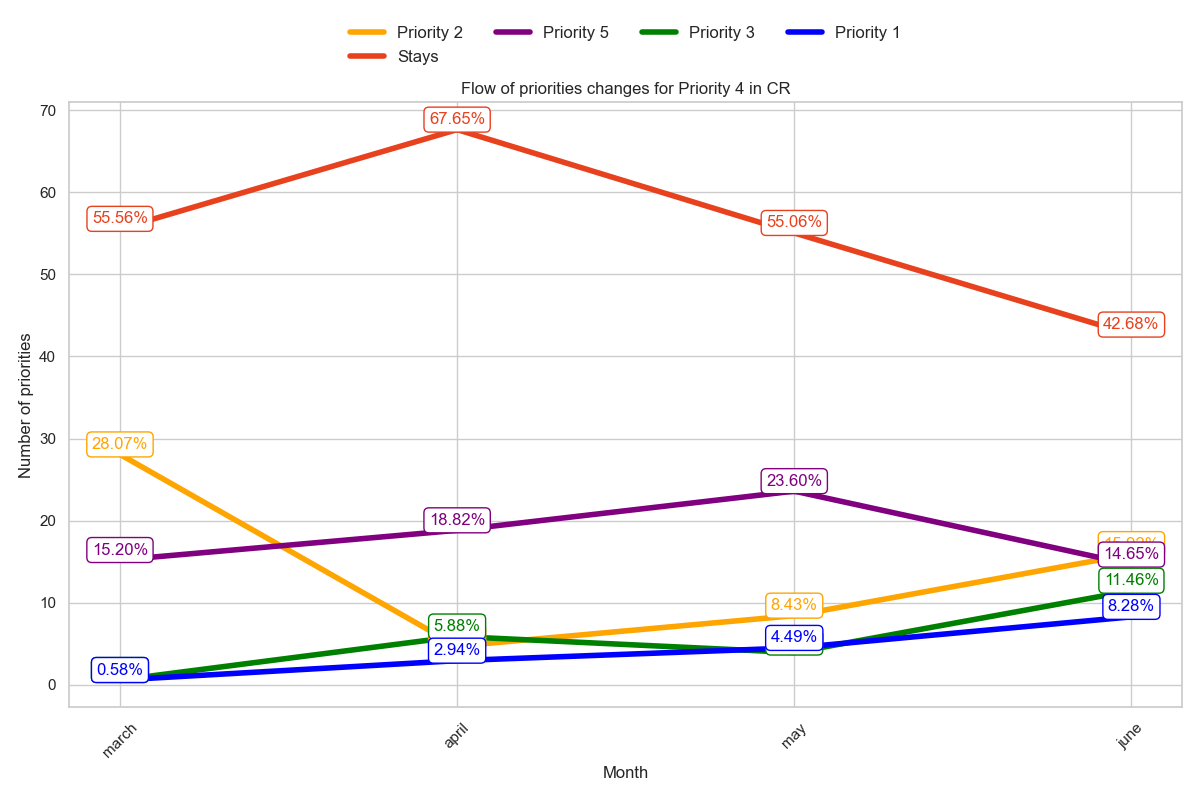 Priority 2 Priority 5 Priority 3 Priority 1
Stays
Flow of priorities changes for Priority 4 in CR
70
60
50
40
30
20
10
0
Number of priorities
55.56%
67.65%
55.06%
42.68%
28.07%
15.20%
18.82%
23.60%
14.65%
5.88%
2.94%
8.43%
4.49%
11.46%
8.28%
0.58%
march
april
may
june
Month